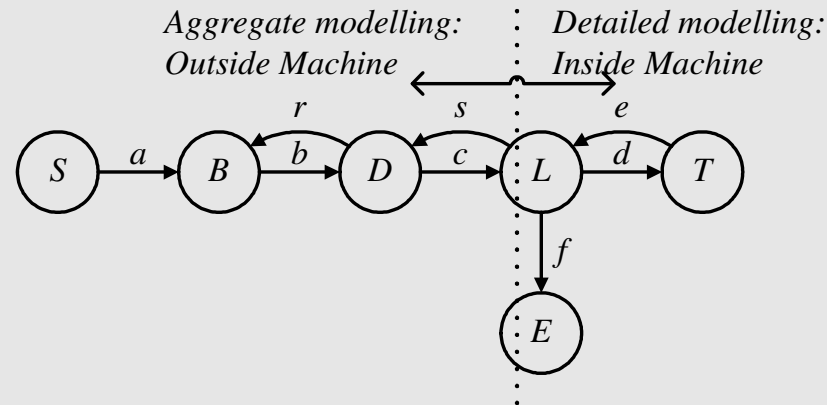 Aggregate modelling:
Outside Machine
Detailed modelling:
Inside Machine
r
s
e
S
a
B
b
D
c
L
d
T
f
E